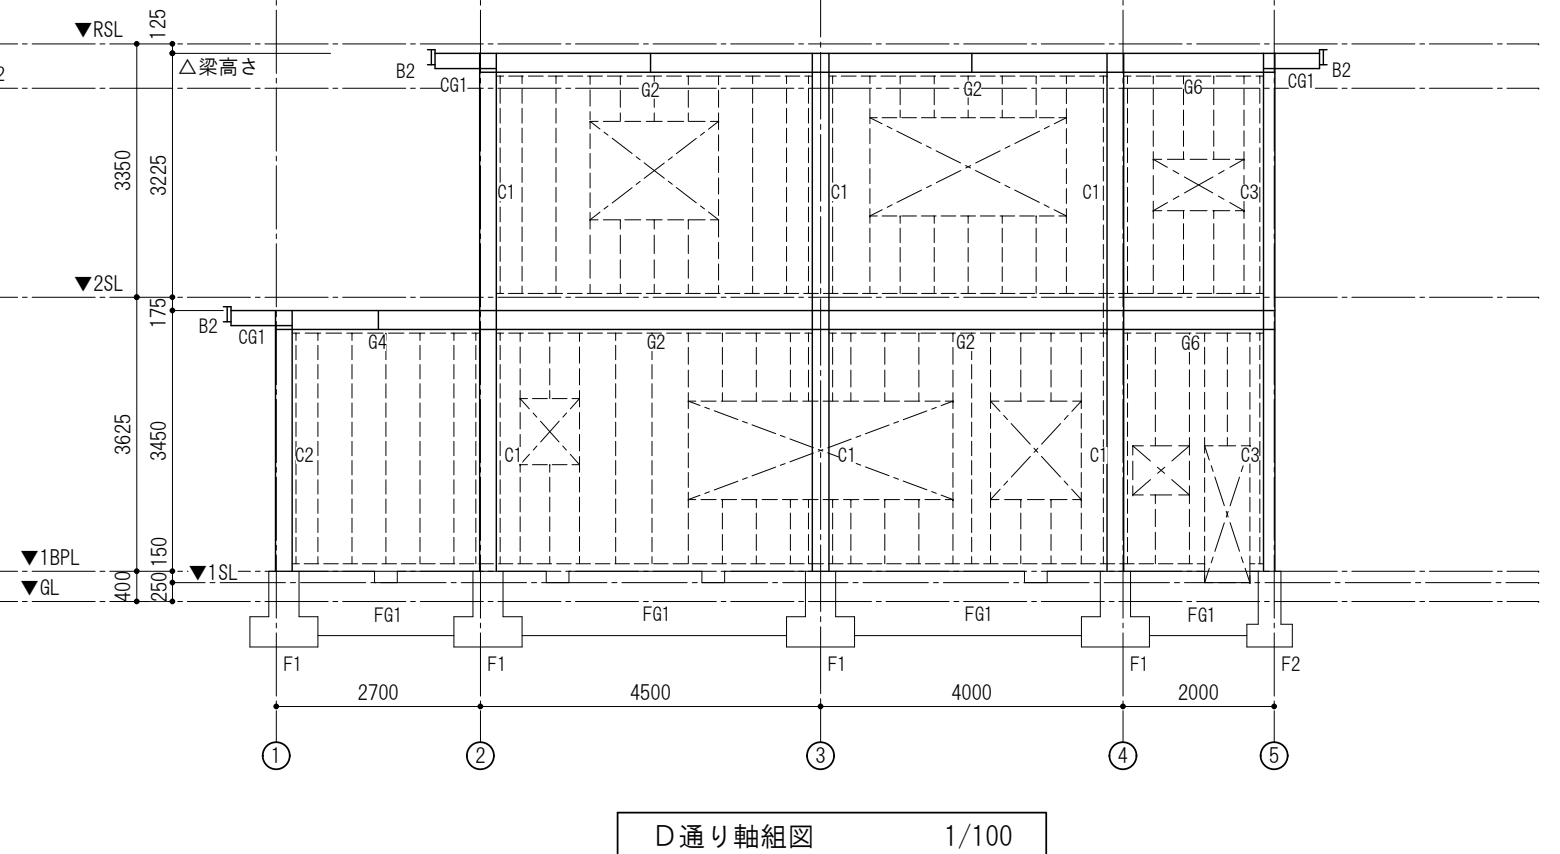 ▼RSL
125
△梁高さ
2
B2
CG1
G2
G2
G6
CG1
B2
3350
3225
C1
C1
C1
C3
▼2SL
175
B2
CG1
G4
G2
G2
G6
3625
3450
C2
C1
C1
C1
C3
▼1BPL
150
▼1SL
400
250
▼GL
FG1
FG1
FG1
FG1
F1
F1
F1
F1
F2
2700
4500
4000
2000
①
②
③
④
⑤
D通り軸組図 1/100